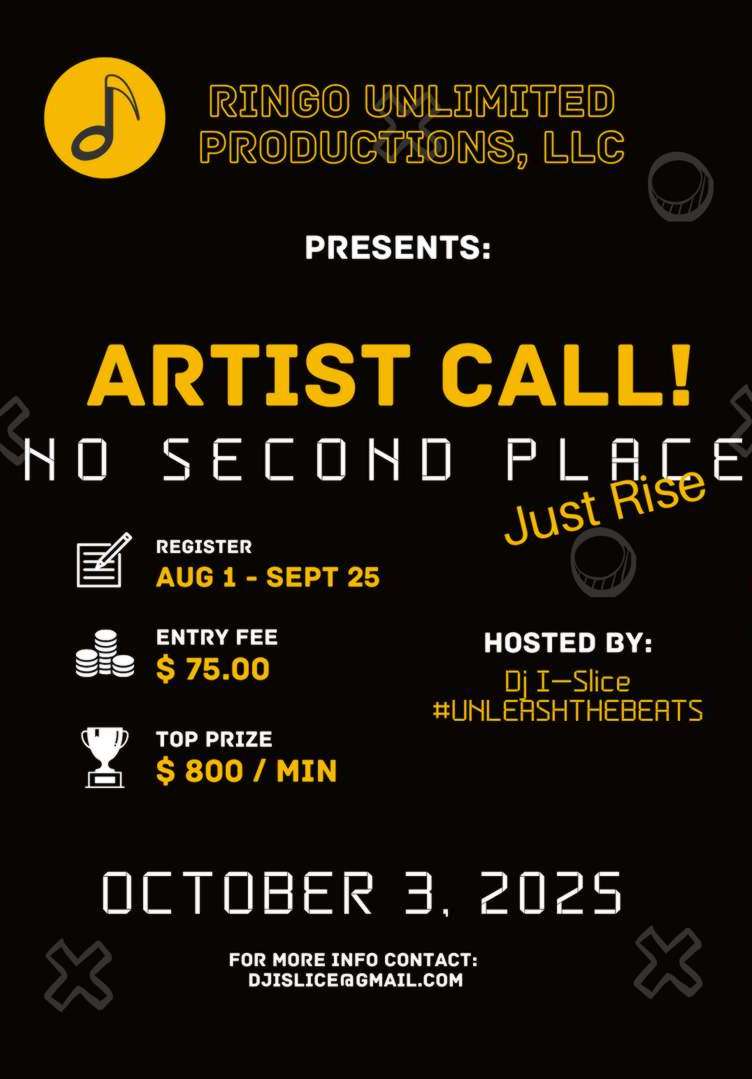 RINGO UNLIMITED
PRODUCTIONS, LLC
PRESENTS:
ARTIST CALL!
NO SECOND PLACE
Just Rise
REGISTER
AUG 1 - SEPT 25
ENTRY FEE
$ 75.00
TOP PRIZE
$ 800 / MIN
HOSTED BY:
Dj I-Slice
#UNLEASHTHEBEATS
OCTOBER 3, 2025
FOR MORE INFO CONTACT:
DJISLICE@GMAIL.COM